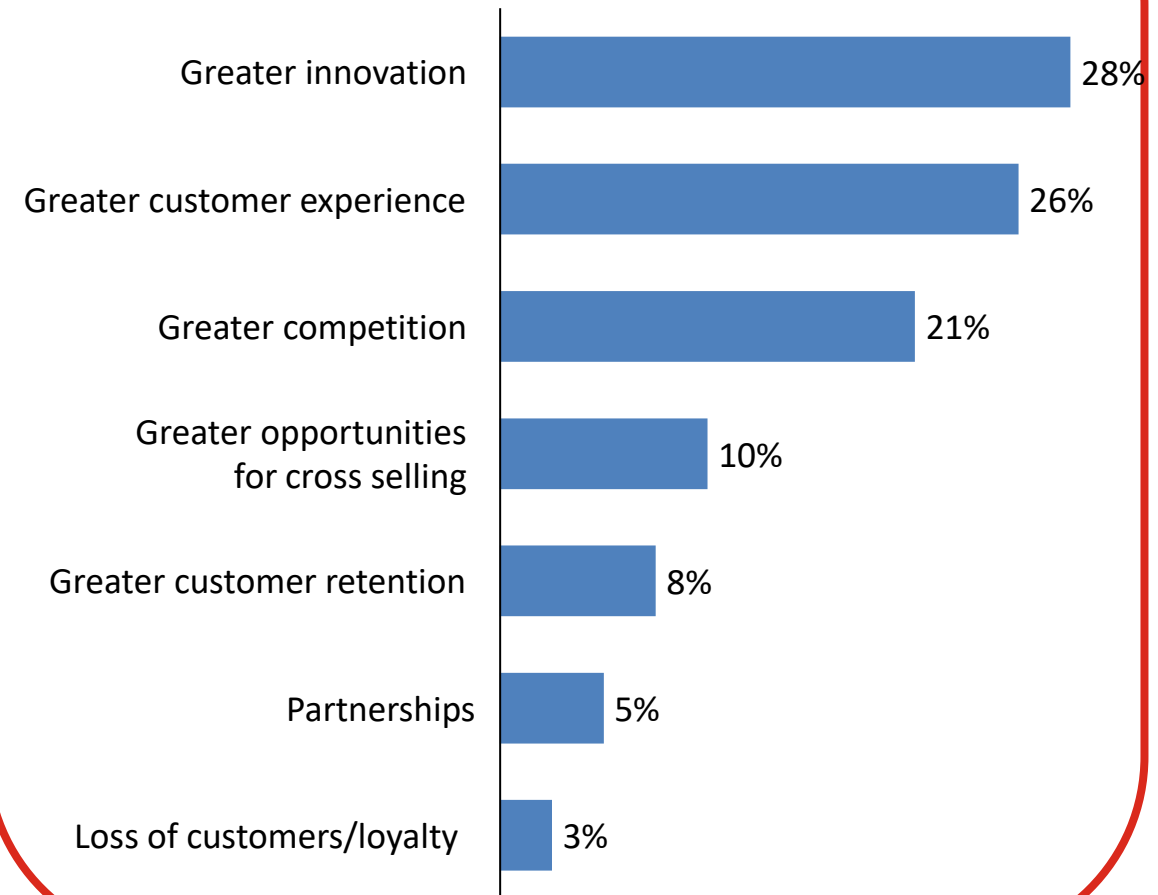 Greater innovation 28%
Greater customer experience 26%
Greater competition 21%
Greater opportunities
for cross selling 10%
Greater customer retention 8%
Partnerships 5%
Loss of customers/loyalty 3%